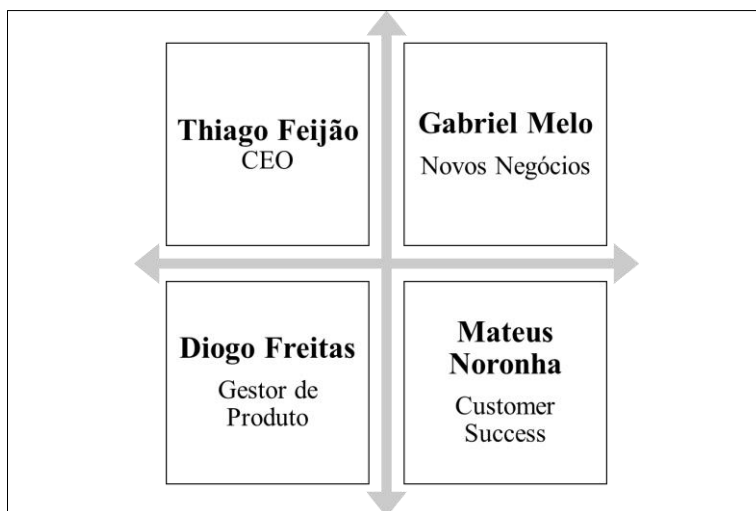 Thiago Feijão
CEO
Gabriel Melo
Novos Negócios
Diogo Freitas
Gestor de
Produto
Mateus
Noronha
Customer
Success